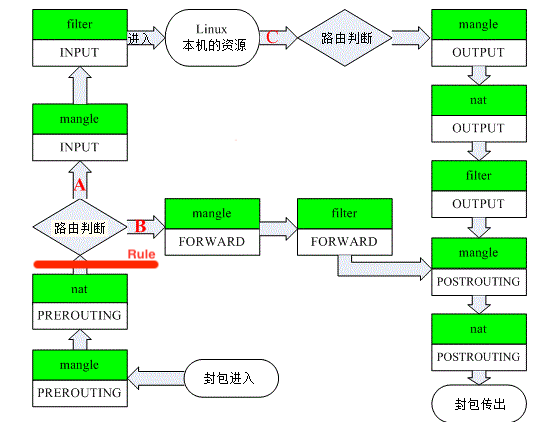 filter
INPUT
进入
Linux
本机的资源
C
路由判断
mangle
OUTPUT
nat
OUTPUT
filter
OUTPUT
mangle
INPUT
A
路由判断
B
mangle
FORWARD
filter
FORWARD
Rule
mangle
POSTROUTING
nat
PREROUTING
nat
POSTROUTING
mangle
PREROUTING
封包进入
封包传出